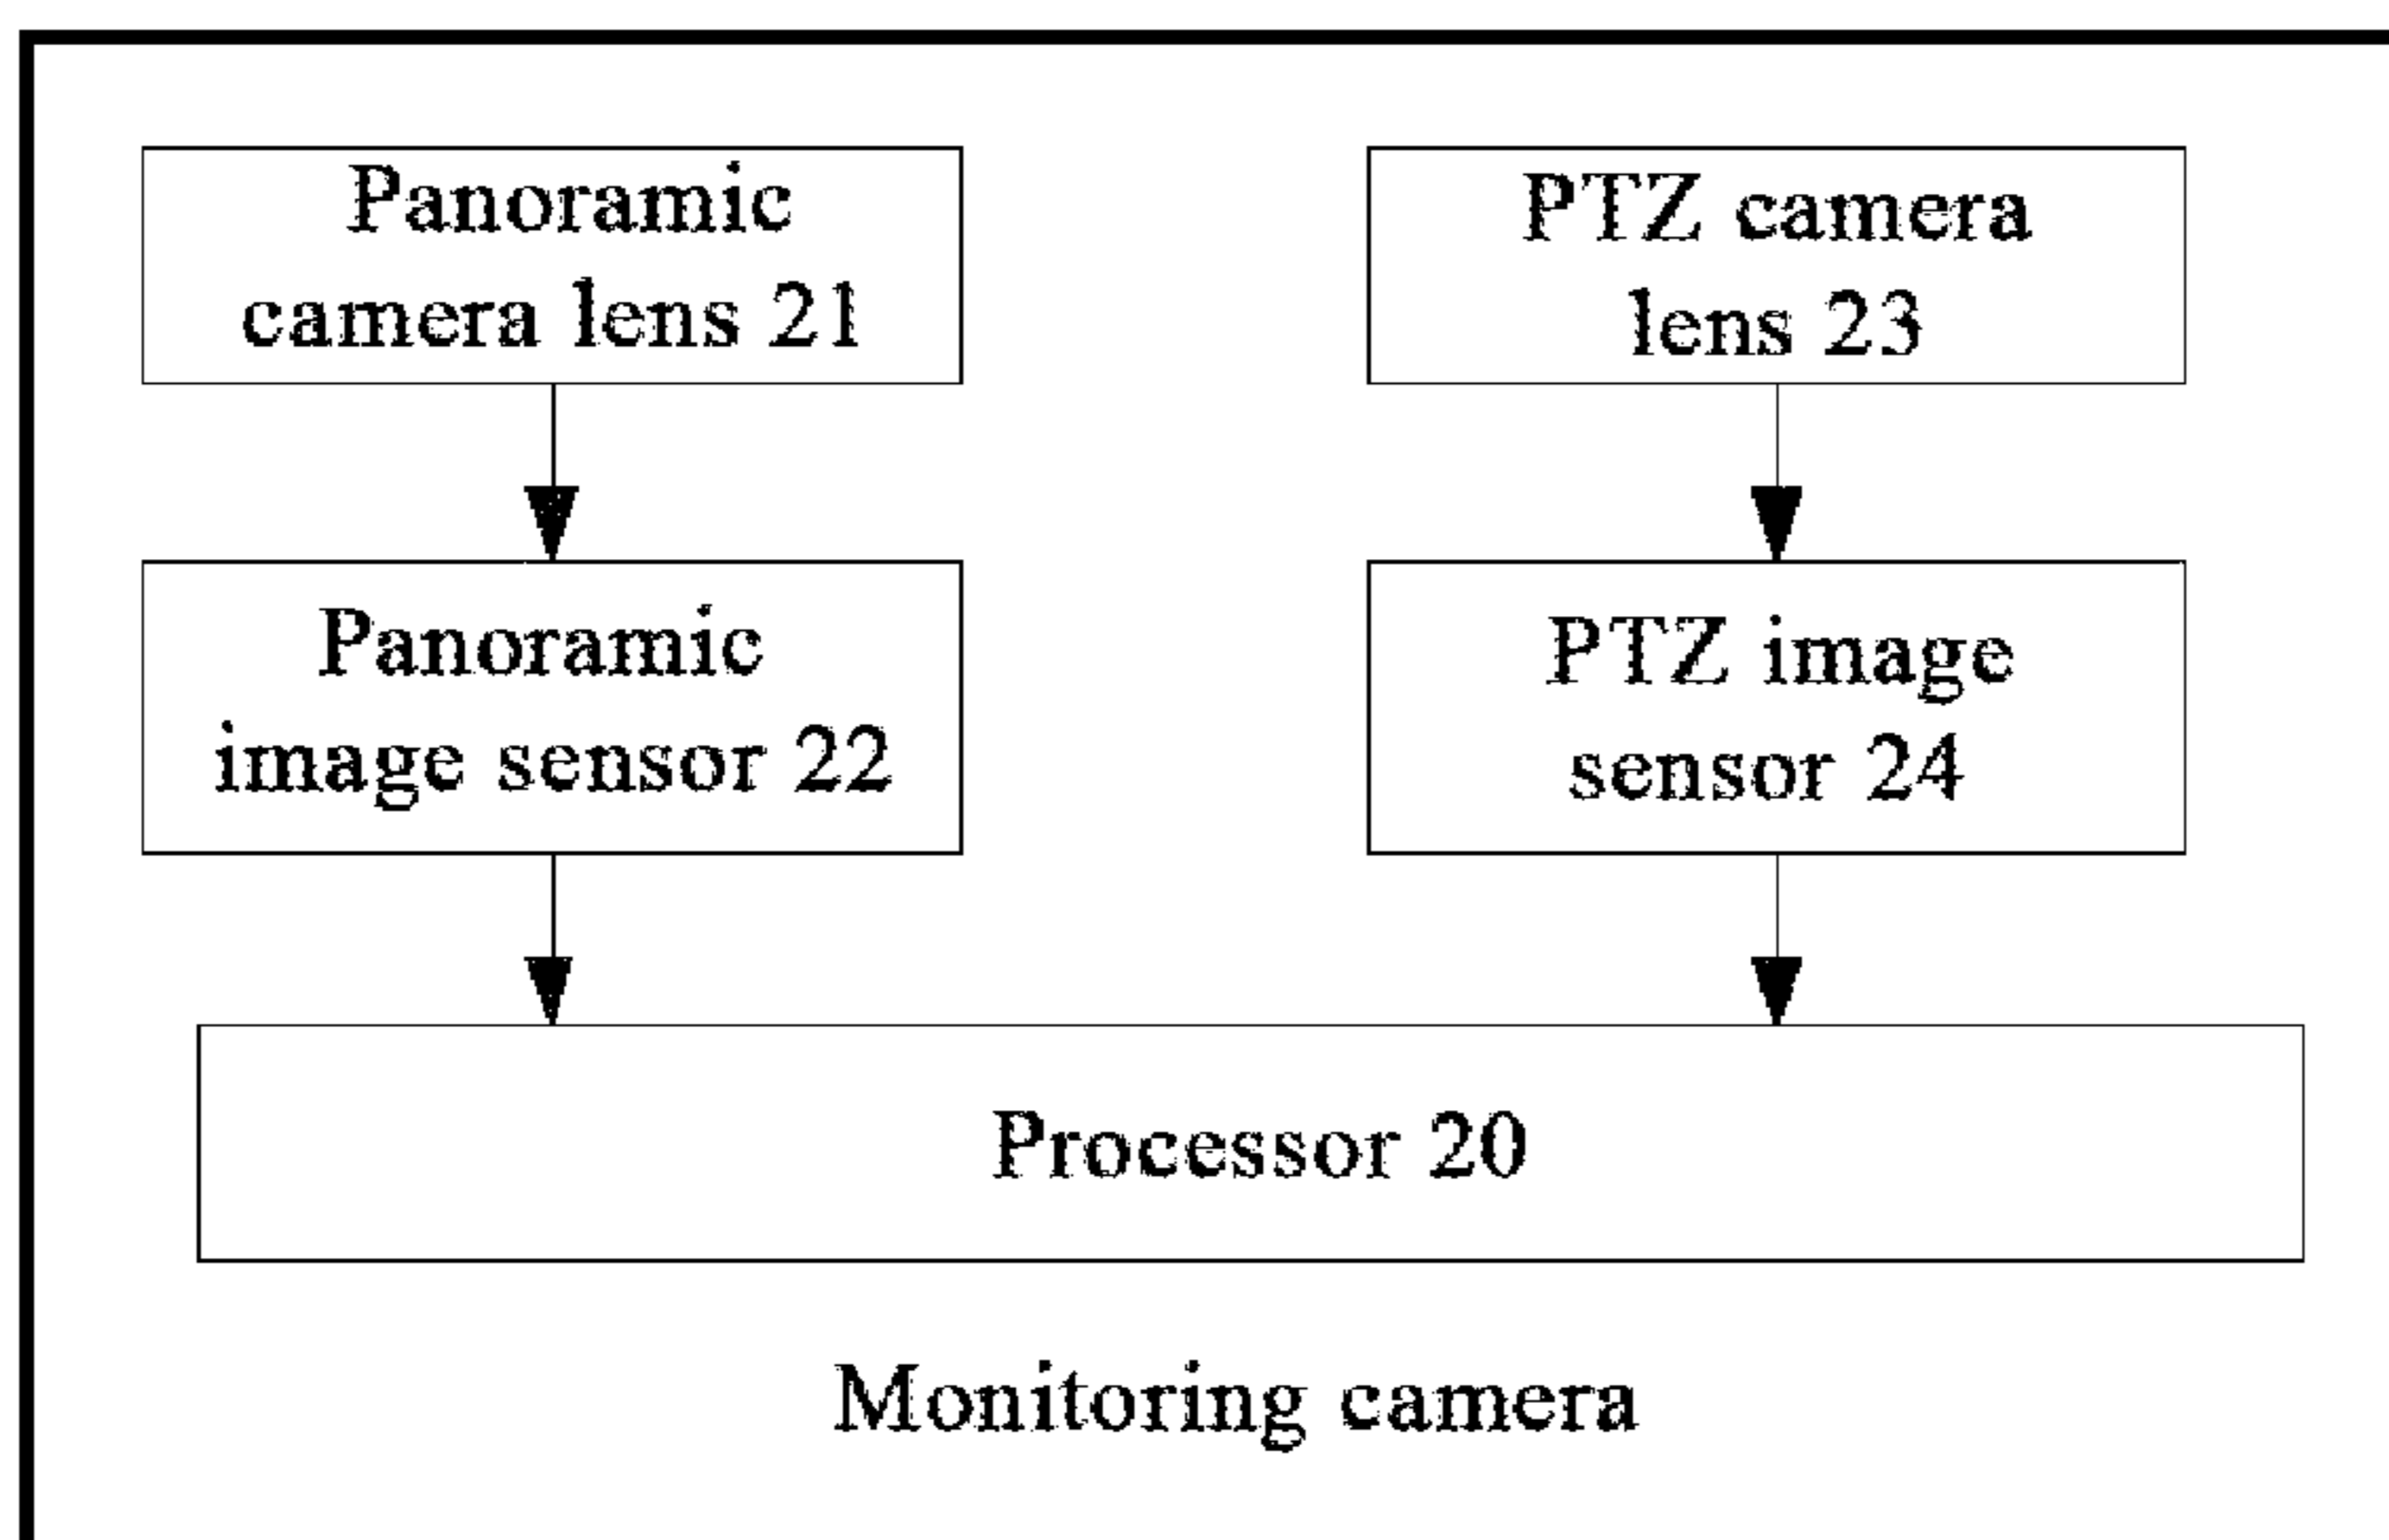 Panoramic
camera lens 21
PTZ camera
lens 23
Panoramic
image sensor 22
PTZ image
sensor 24
Processor 20
Monitoring camera